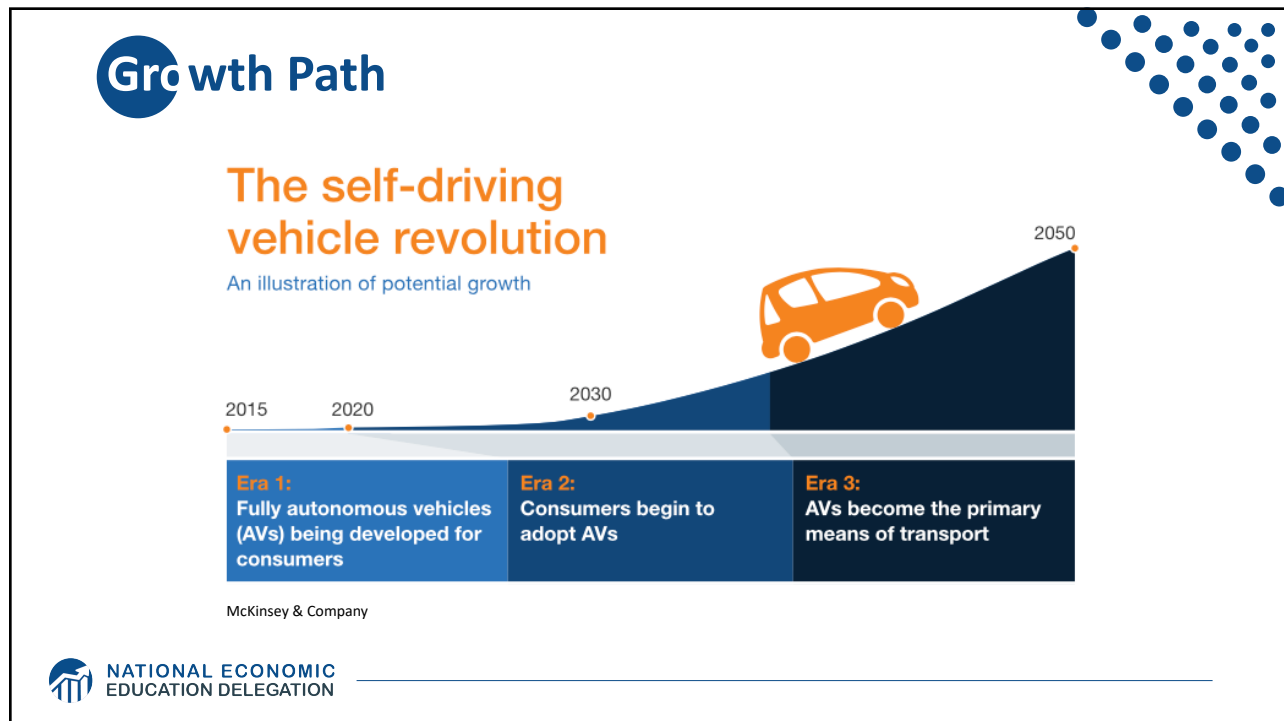 Growth Path
The self-driving
vehicle revolution
An illustration of potential growth
2015
2020
2030
2050
Era 1:
Fully autonomous vehicles
(AVs) being developed for
consumers
Era 2:
Consumers begin to
adopt AVs
Era 3:
AVs become the primary
means of transport
McKinsey & Company
NATIONAL ECONOMIC
EDUCATION DELEGATION